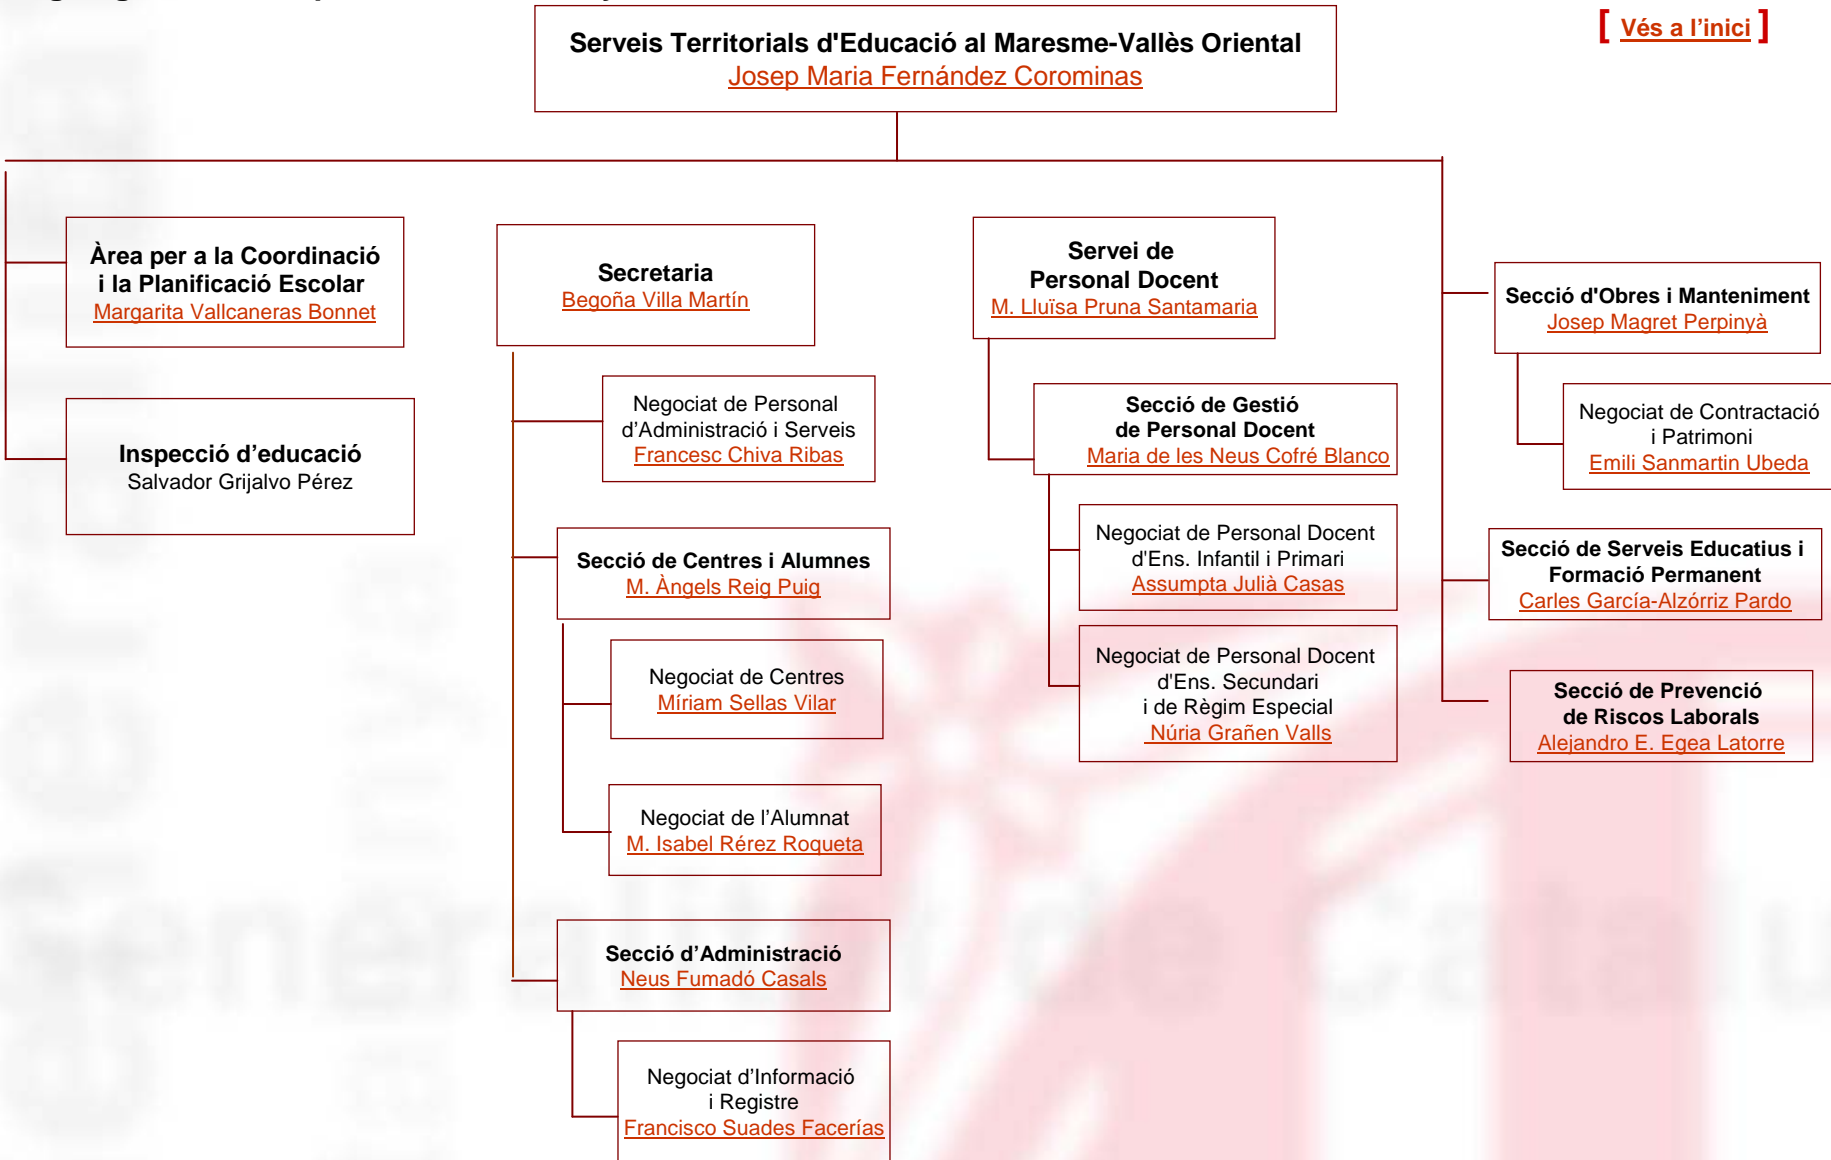 [ Vés a l’inici ]
Serveis Territorials d'Educació al Maresme-Vallès Oriental
Josep Maria Fernández Corominas
Àrea per a la Coordinació
i la Planificació Escolar
Margarita Vallcaneras Bonnet
Inspecció d’educació
Salvador Grijalvo Pérez
Secretaria
Begoña Villa Martín
Negociat de Personal
d’Administració i Serveis
Francesc Chiva Ribas
Secció de Centres i Alumnes
M. Àngels Reig Puig
Negociat de Centres
Míriam Sellas Vilar
Negociat de l’Alumnat
M. Isabel Rérez Roqueta
Secció d’Administració
Neus Fumadó Casals
Negociat d’Informació
i Registre
Francisco Suades Facerías
Servei de
Personal Docent
M. Lluïsa Pruna Santamaria
Secció de Gestió
de Personal Docent
Maria de les Neus Cofré Blanco
Negociat de Personal Docent
d'Ens. Infantil i Primari
Assumpta Julià Casas
Negociat de Personal Docent
d'Ens. Secundari
i de Règim Especial
Núria Grañen Valls
Secció d'Obres i Manteniment
Josep Magret Perpinyà
Negociat de Contractació
i Patrimoni
Emili Sanmartin Ubeda
Secció de Serveis Educatius i
Formació Permanent
Carles García-Alzórriz Pardo
Secció de Prevenció
de Riscos Laborals
Alejandro E. Egea Latorre